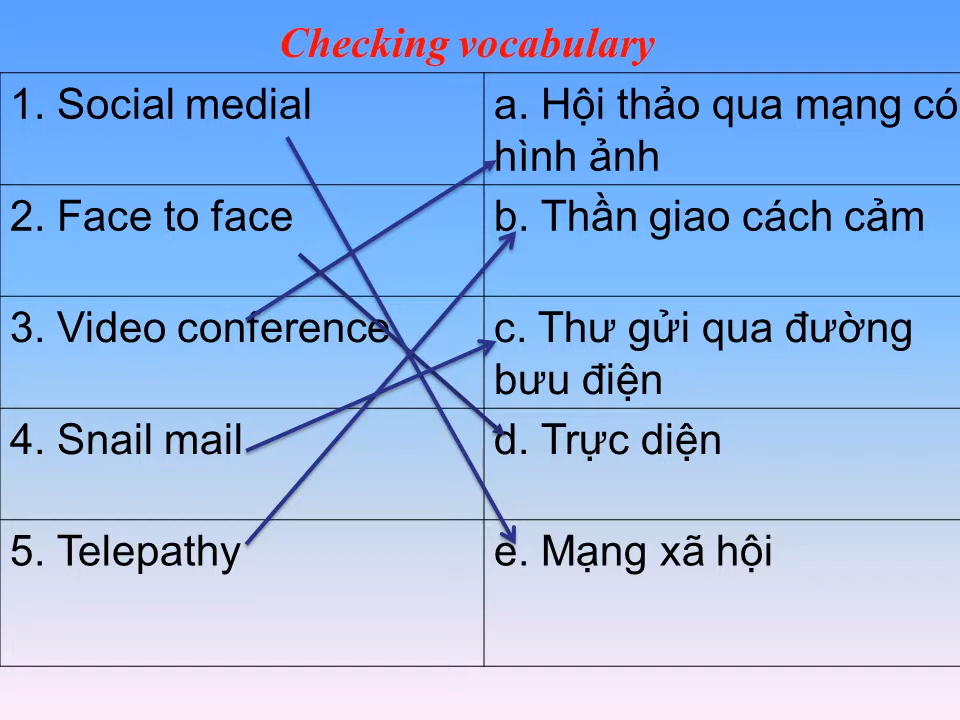 Checking vocabulary
1. Social medial
a. Hội thảo qua mạng có
hình ảnh
2. Face to face
b. Thần giao cách cảm
3. Video conference
c. Thư gửi qua đường
bưu điện
4. Snail mail
d. Trực diện
5. Telepathy
e. Mạng xã hội